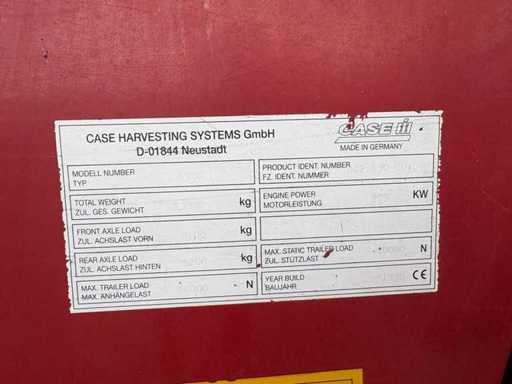 CASE HARVESTING SYSTEMS GmbH
D-01844 Neustadt
CASE IH
MADE IN GERMANY
MODELL NUMBER
TYP
PRODUCT IDENT. NUMBER
FZ. IDENT. NUMMER
TOTAL WEIGHT
ZUL. GES. GEWICHT
kg
ENGINE POWER
MOTORLEISTUNG
KW
FRONT AXLE LOAD
ZUL. ACHSLAST VORN
kg
REAR AXLE LOAD
ZUL. ACHSLAST HINTEN
kg
MAX. STATIC TRAILER LOAD
ZUL. STÜTZLAST
N
MAX. TRAILER LOAD
MAX. ANHÄNGELAST
N
YEAR BUILD
BAUJAHR
CE